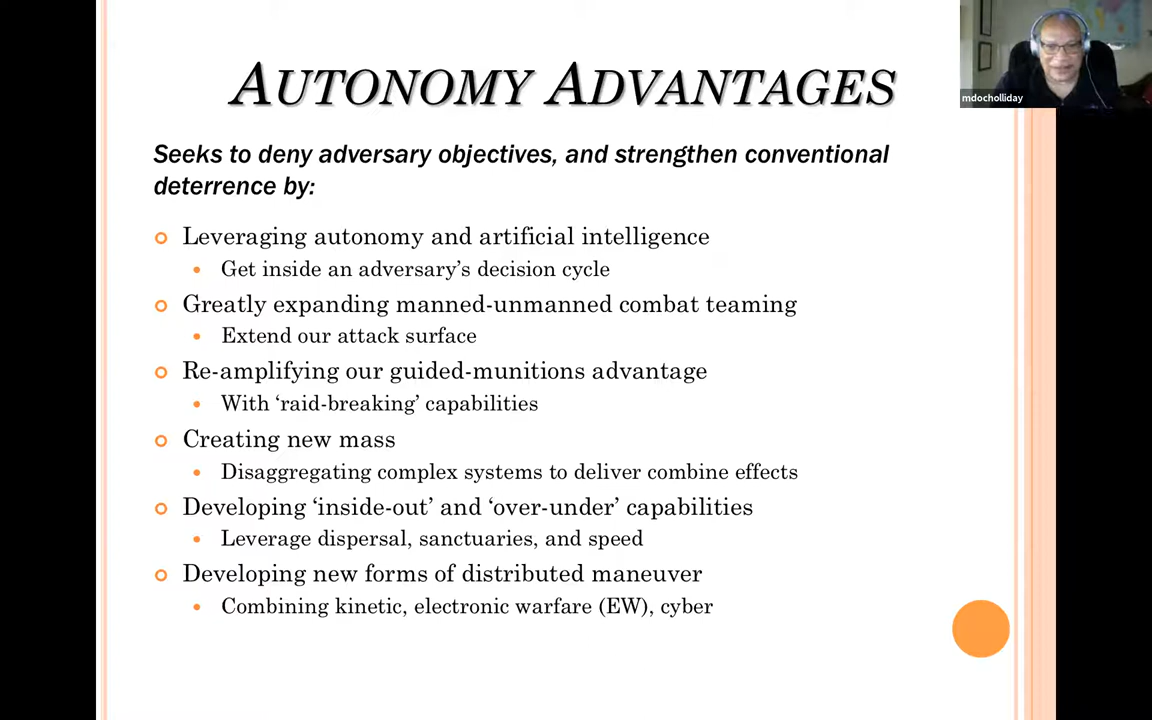 AUTONOMY ADVANTAGES
mdocholliday
Seeks to deny adversary objectives, and strengthen conventional
deterrence by:
Leveraging autonomy and artificial intelligence
Get inside an adversary's decision cycle
Greatly expanding manned-unmanned combat teaming
Extend our attack surface
Re-amplifying our guided-munitions advantage
With 'raid-breaking' capabilities
Creating new mass
Disaggregating complex systems to deliver combine effects
Developing 'inside-out' and 'over-under' capabilities
Leverage dispersal, sanctuaries, and speed
Developing new forms of distributed maneuver
Combining kinetic, electronic warfare (EW), cyber